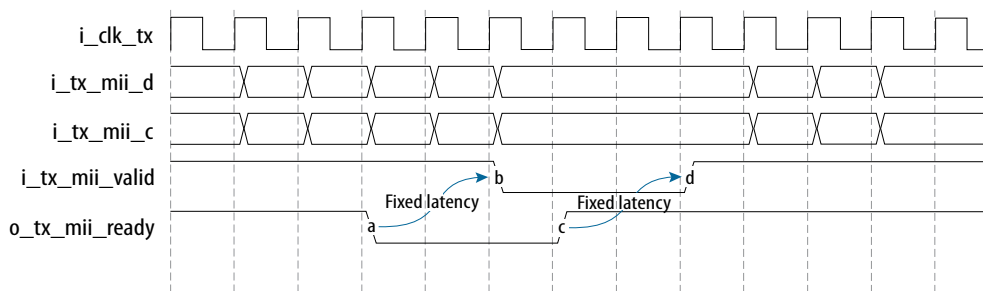 i_clk_tx
i_tx_mii_d
i_tx_mii_c
i_tx_mii_valid
b
d
Fixed latency
Fixed latency
o_tx_mii_ready
a
c